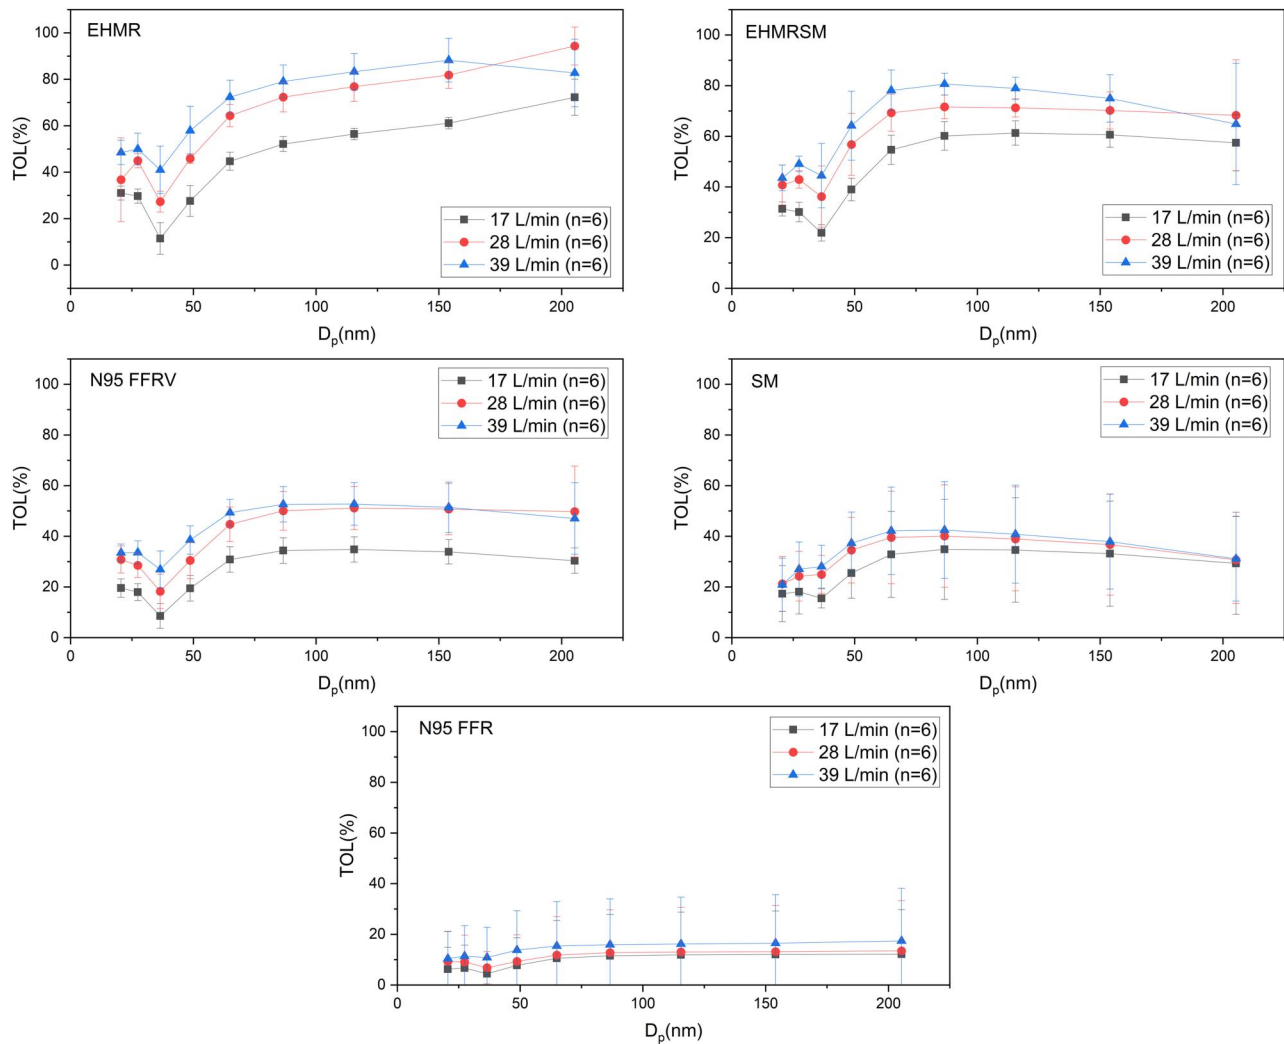 EHMR
TOL(%)
100
80
60
40
20
0
17 L/min (n=6)
28 L/min (n=6)
39 L/min (n=6)
0 50 100 150 200
Dp(nm)
EHMRSM
TOL(%)
100
80
60
40
20
0
17 L/min (n=6)
28 L/min (n=6)
39 L/min (n=6)
0 50 100 150 200
Dp(nm)
N95 FFRV
TOL(%)
100
80
60
40
20
0
17 L/min (n=6)
28 L/min (n=6)
39 L/min (n=6)
0 50 100 150 200
Dp(nm)
SM
TOL(%)
100
80
60
40
20
0
17 L/min (n=6)
28 L/min (n=6)
39 L/min (n=6)
0 50 100 150 200
Dp(nm)
N95 FFR
TOL(%)
100
80
60
40
20
0
17 L/min (n=6)
28 L/min (n=6)
39 L/min (n=6)
0 50 100 150 200
Dp(nm)